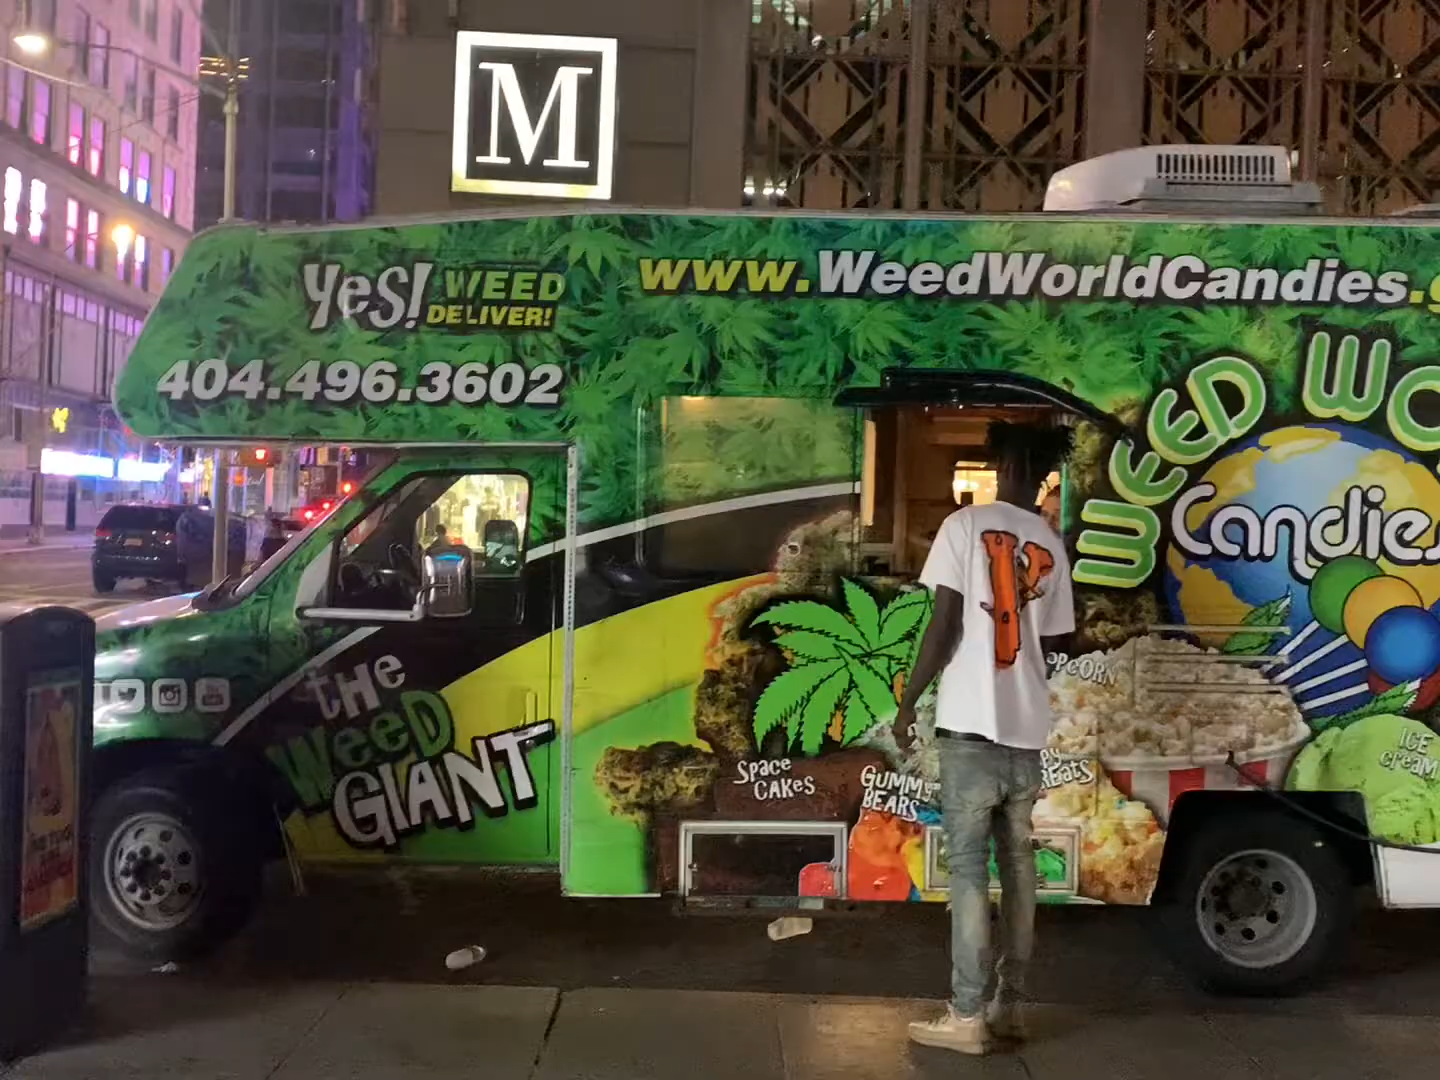 M
Yes! WEED
DELIVER!
www.WeedWorldCandies.
404.496.3602
WEED WO
Candies
THE
WeeD
GIANT
POPCORN
Space
CAKes
GUMMY
BEARS
ICE
CReaM